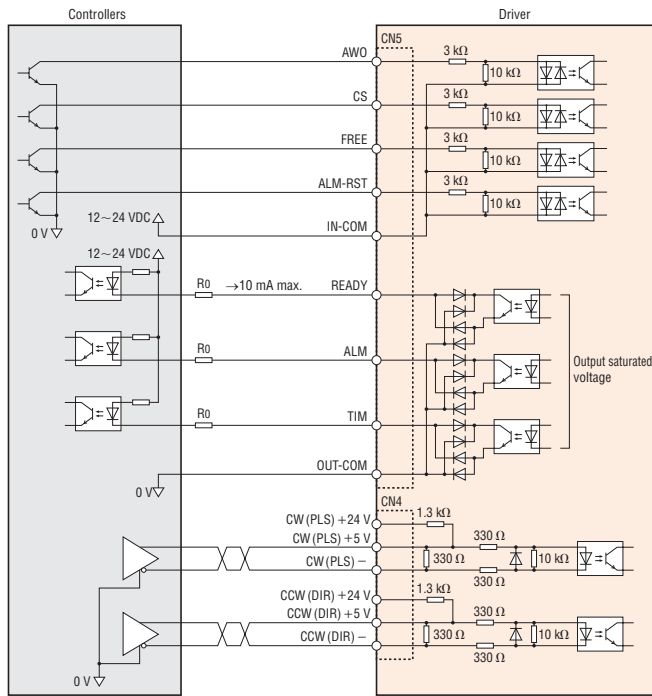 Controllers
Driver
CN5
AWO
3 kΩ
10 kΩ
CS
3 kΩ
10 kΩ
FREE
3 kΩ
10 kΩ
ALM-RST
3 kΩ
10 kΩ
12~24 VDC
0 V
IN-COM
12~24 VDC
R0
→10 mA max.
READY
R0
ALM
Output saturated
voltage
R0
TIM
OUT-COM
0 V
CN4
CW (PLS) +24 V
1.3 kΩ
CW (PLS) +5 V
330 Ω
330 Ω
10 kΩ
CW (PLS) −
330 Ω
CCW (DIR) +24 V
1.3 kΩ
CCW (DIR) +5 V
330 Ω
330 Ω
10 kΩ
CCW (DIR) −
330 Ω
0 V